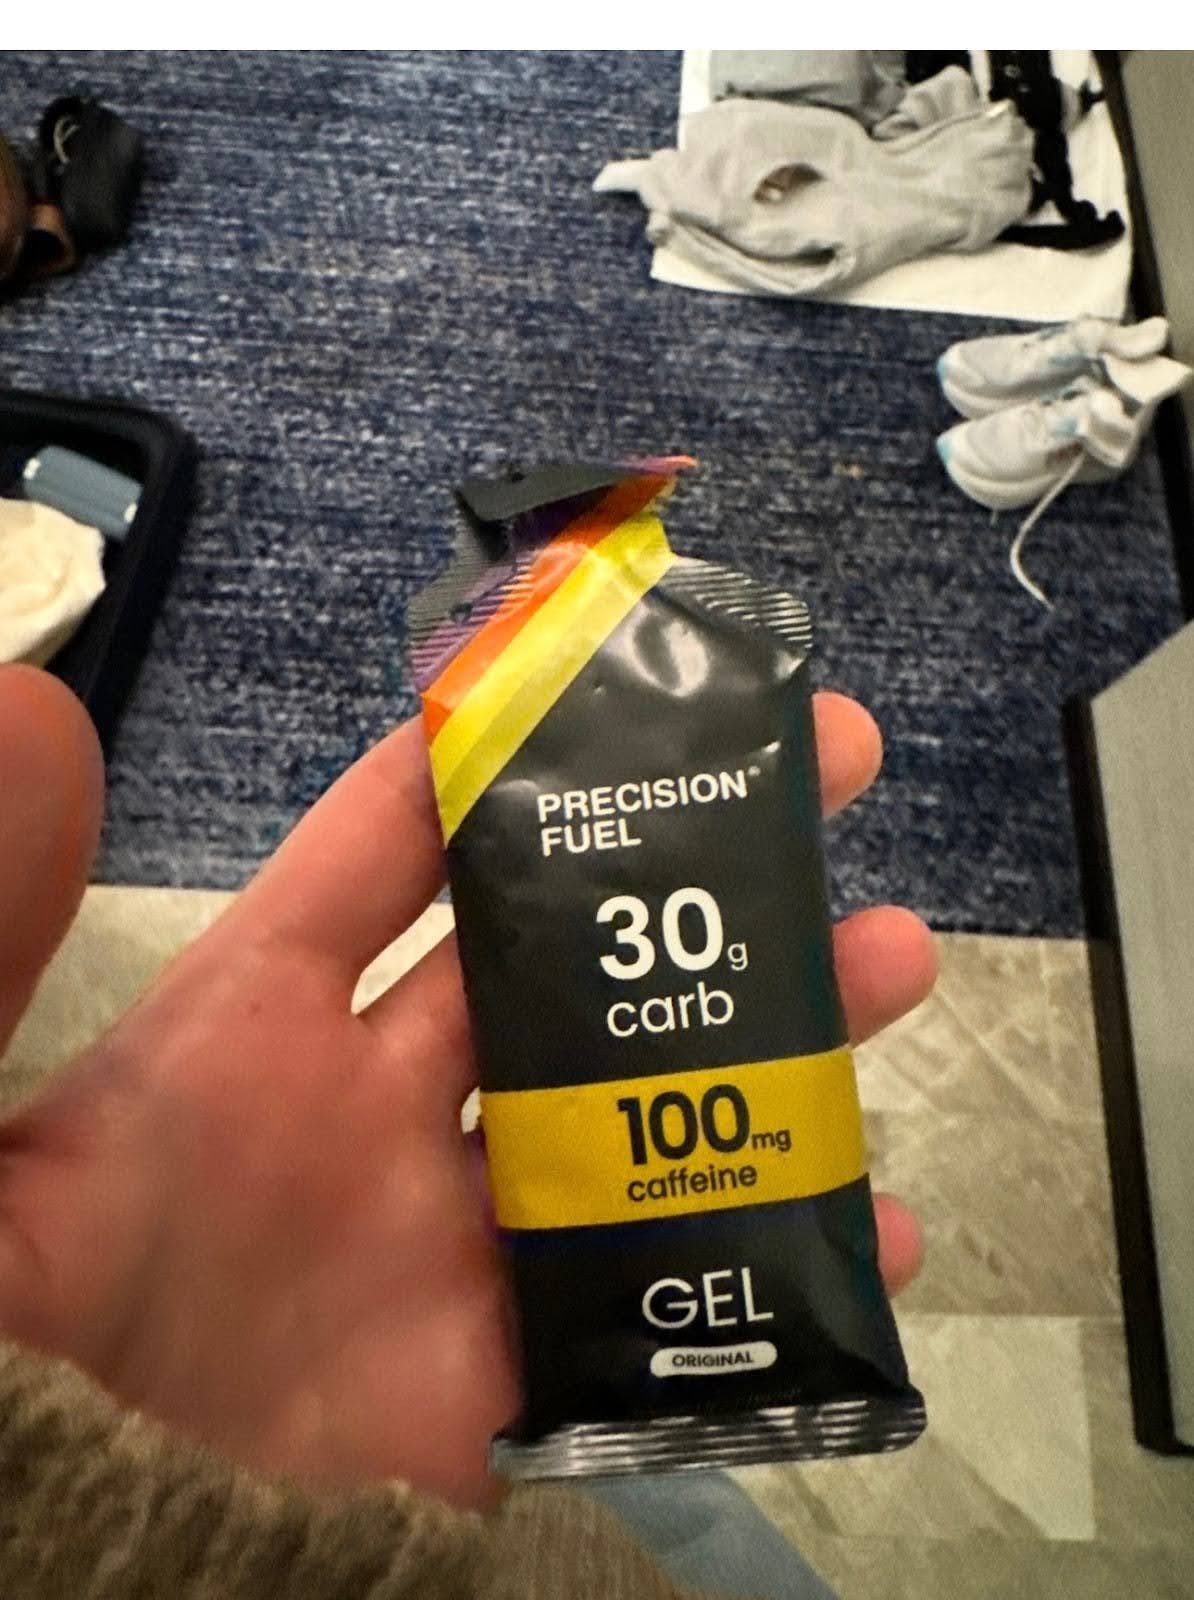 PRECISION®
FUEL
30g
carb
100mg
caffeine
GEL
ORIGINAL